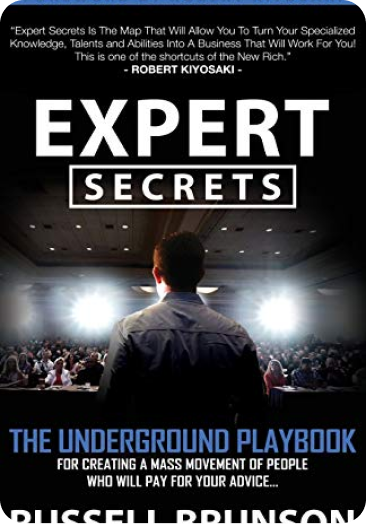 “Expert Secrets Is The Map That Will Allow You To Turn Your Specialized
Knowledge, Talents and Abilities Into A Business That Will Work For You!
This is one of the shortcuts of the New Rich.”
- ROBERT KIYOSAKI -
EXPERT
SECRETS
THE UNDERGROUND PLAYBOOK
FOR CREATING A MASS MOVEMENT OF PEOPLE
WHO WILL PAY FOR YOUR ADVICE...
RUSSELL BRUNSON